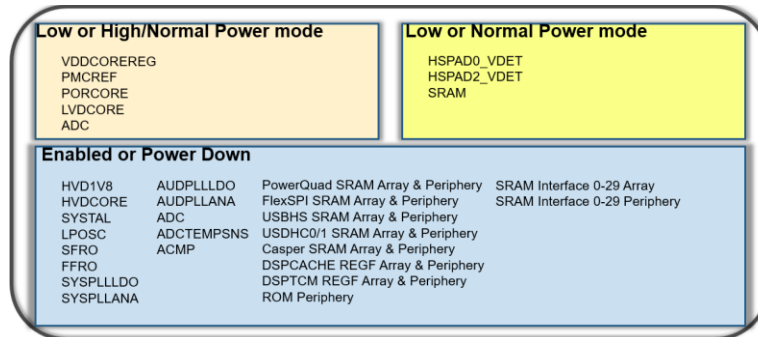 Low or High/Normal Power mode
VDDCOREREG
PMCREF
PORCORE
LVDCORE
ADC
Low or Normal Power mode
HSPAD0_VDET
HSPAD2_VDET
SRAM
Enabled or Power Down
HVD1V8
HVDCORE
SYSTAL
LPOSC
SFRO
FFRO
SYSPLLLDO
SYSPLLANA
AUDPLLLDO
AUDPLLANA
ADC
ADCTEMPSNS
ACMP
PowerQuad SRAM Array & Periphery
FlexSPI SRAM Array & Periphery
USBHS SRAM Array & Periphery
USDHC0/1 SRAM Array & Periphery
Casper SRAM Array & Periphery
DSPCACHE REGF Array & Periphery
DSPTCM REGF Array & Periphery
ROM Periphery
SRAM Interface 0-29 Array
SRAM Interface 0-29 Periphery